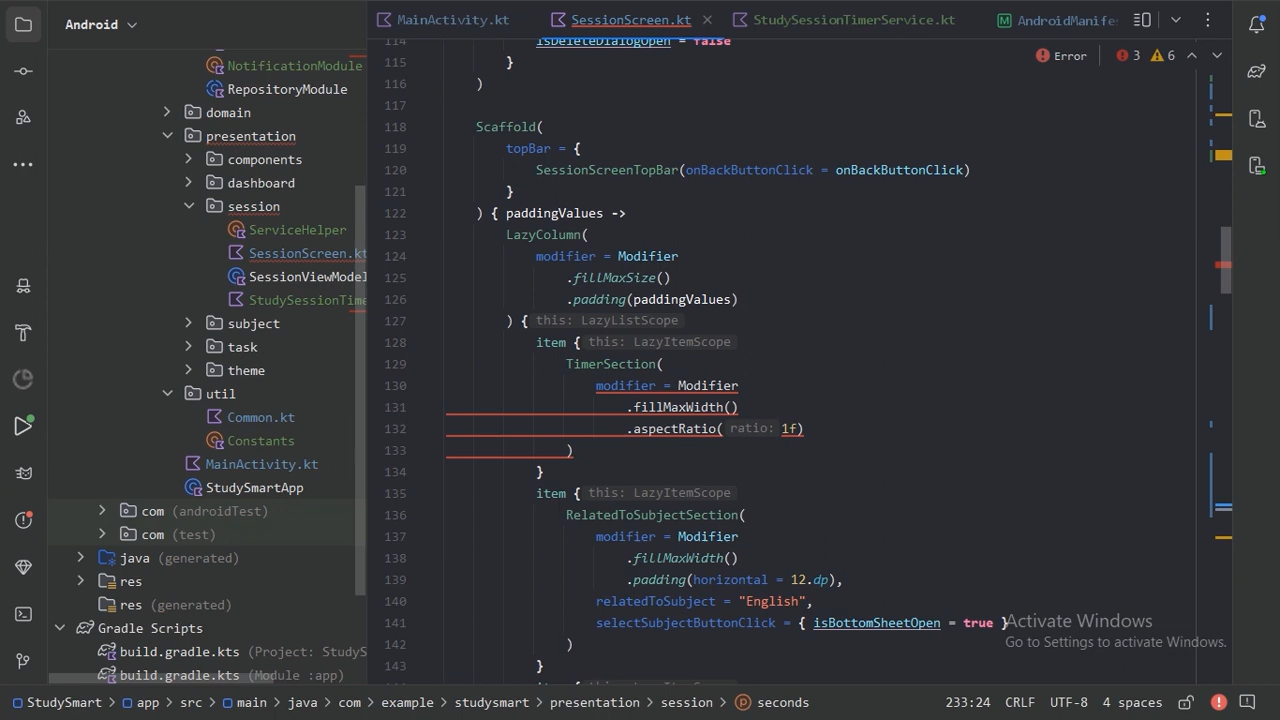 Android
MainActivity.kt
SessionScreen.kt
StudySessionTimerService.kt
AndroidManifes
NotificationModule
RepositoryModule
domain
presentation
components
dashboard
session
ServiceHelper
SessionScreen.kt
SessionViewModel
StudySessionTime
subject
task
theme
util
Common.kt
Constants
MainActivity.kt
StudySmartApp
com (androidTest)
com (test)
java (generated)
res
res (generated)
Gradle Scripts
build.gradle.kts (Project: StudyS
build.gradle.kts (Module :app)
Error 3 6
114 isDeleteDialogOpen = false
115 }
116 )
117
118 Scaffold(
119 topBar = {
120 SessionScreenTopBar(onBackButtonClick = onBackButtonClick)
121 }
122 ) { paddingValues ->
123 LazyColumn(
124 modifier = Modifier
125 .fillMaxSize()
126 .padding(paddingValues)
127 ) { this: LazyListScope
128 item { this: LazyItemScope
129 TimerSection(
130 modifier = Modifier
131 .fillMaxWidth()
132 .aspectRatio( ratio: 1f)
133 )
134 }
135 item { this: LazyItemScope
136 RelatedToSubjectSection(
137 modifier = Modifier
138 .fillMaxWidth()
139 .padding(horizontal = 12.dp),
140 relatedToSubject = "English",
141 selectSubjectButtonClick = { isBottomSheetOpen = true }
142 )
143 }
Activate Windows
Go to Settings to activate Windows.
StudySmart > app > src > main > java > com > example > studysmart > presentation > session > seconds
233:24 CRLF UTF-8 4 spaces